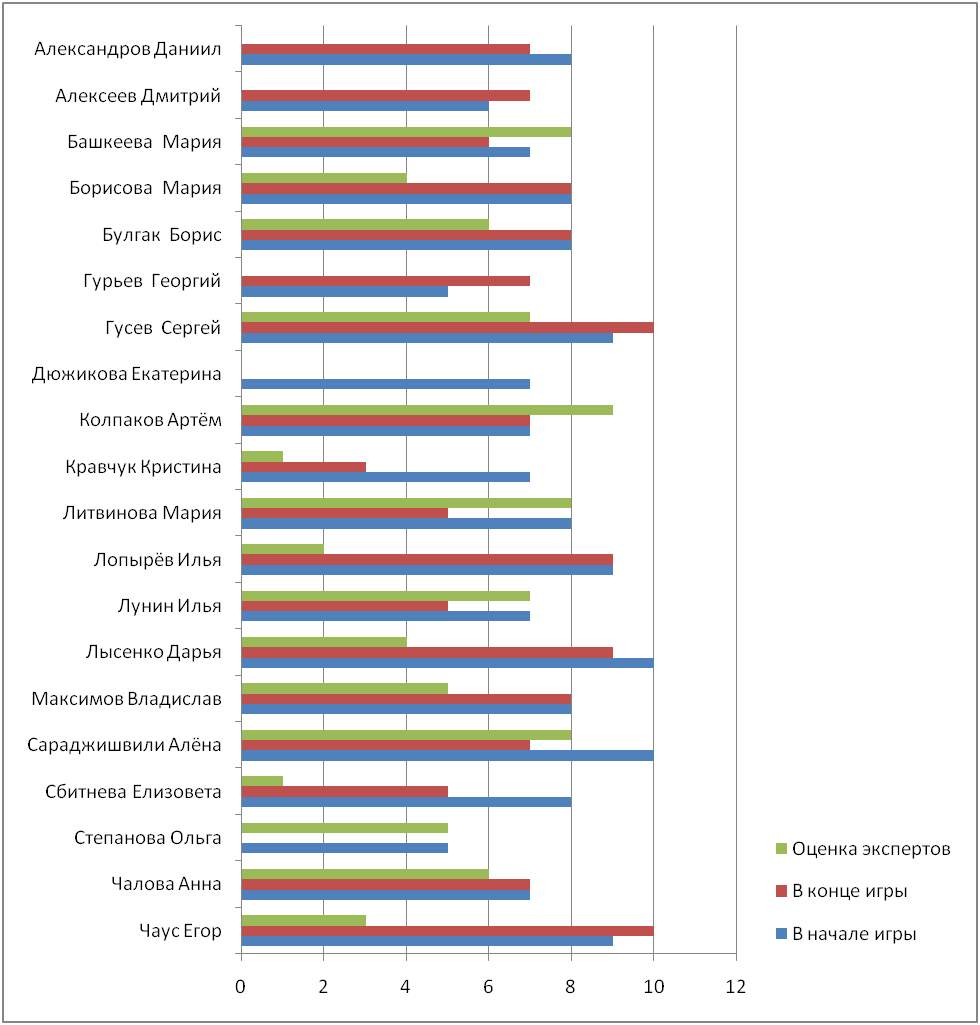 Александров Даниил
Алексеев Дмитрий
Башкеева Мария
Борисова Мария
Булгак Борис
Гурьев Георгий
Гусев Сергей
Дюжикова Екатерина
Колпаков Артём
Кравчук Кристина
Литвинова Мария
Лопырёв Илья
Лунин Илья
Лысенко Дарья
Максимов Владислав
Сараджишвили Алёна
Сбитнева Елизовета
Степанова Ольга
Чалова Анна
Чаус Егор
0 2 4 6 8 10 12
Оценка экспертов
В конце игры
В начале игры